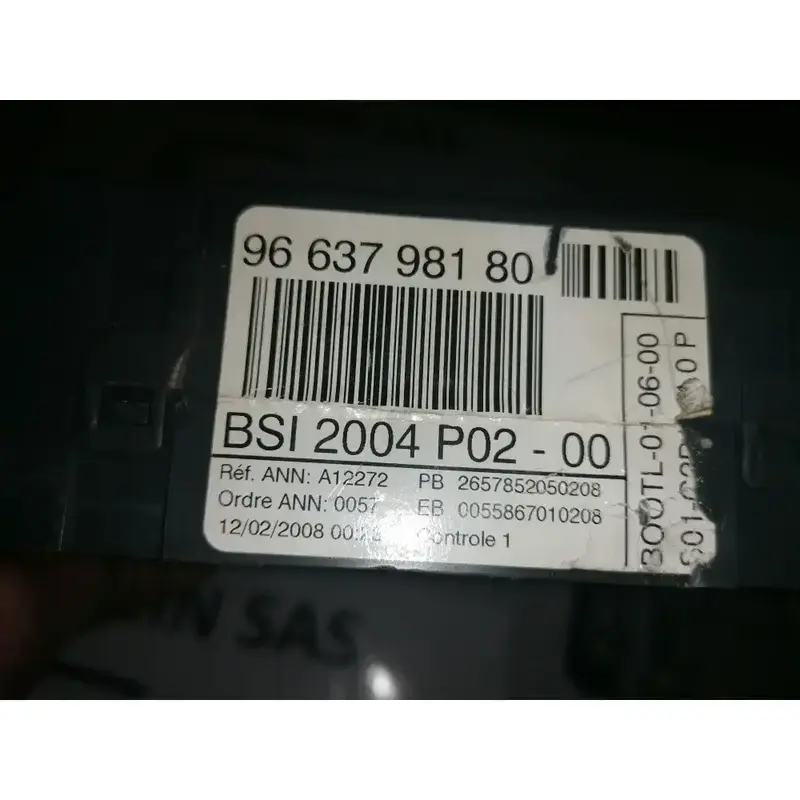 96 637 981 80
BSI 2004 P02 - 00
Réf. ANN: A12272 PB 2657852050208
Ordre ANN: 0057 EB 0055867010208
12/02/2008 Controle 1
BOOTL-01-06-00
SAS